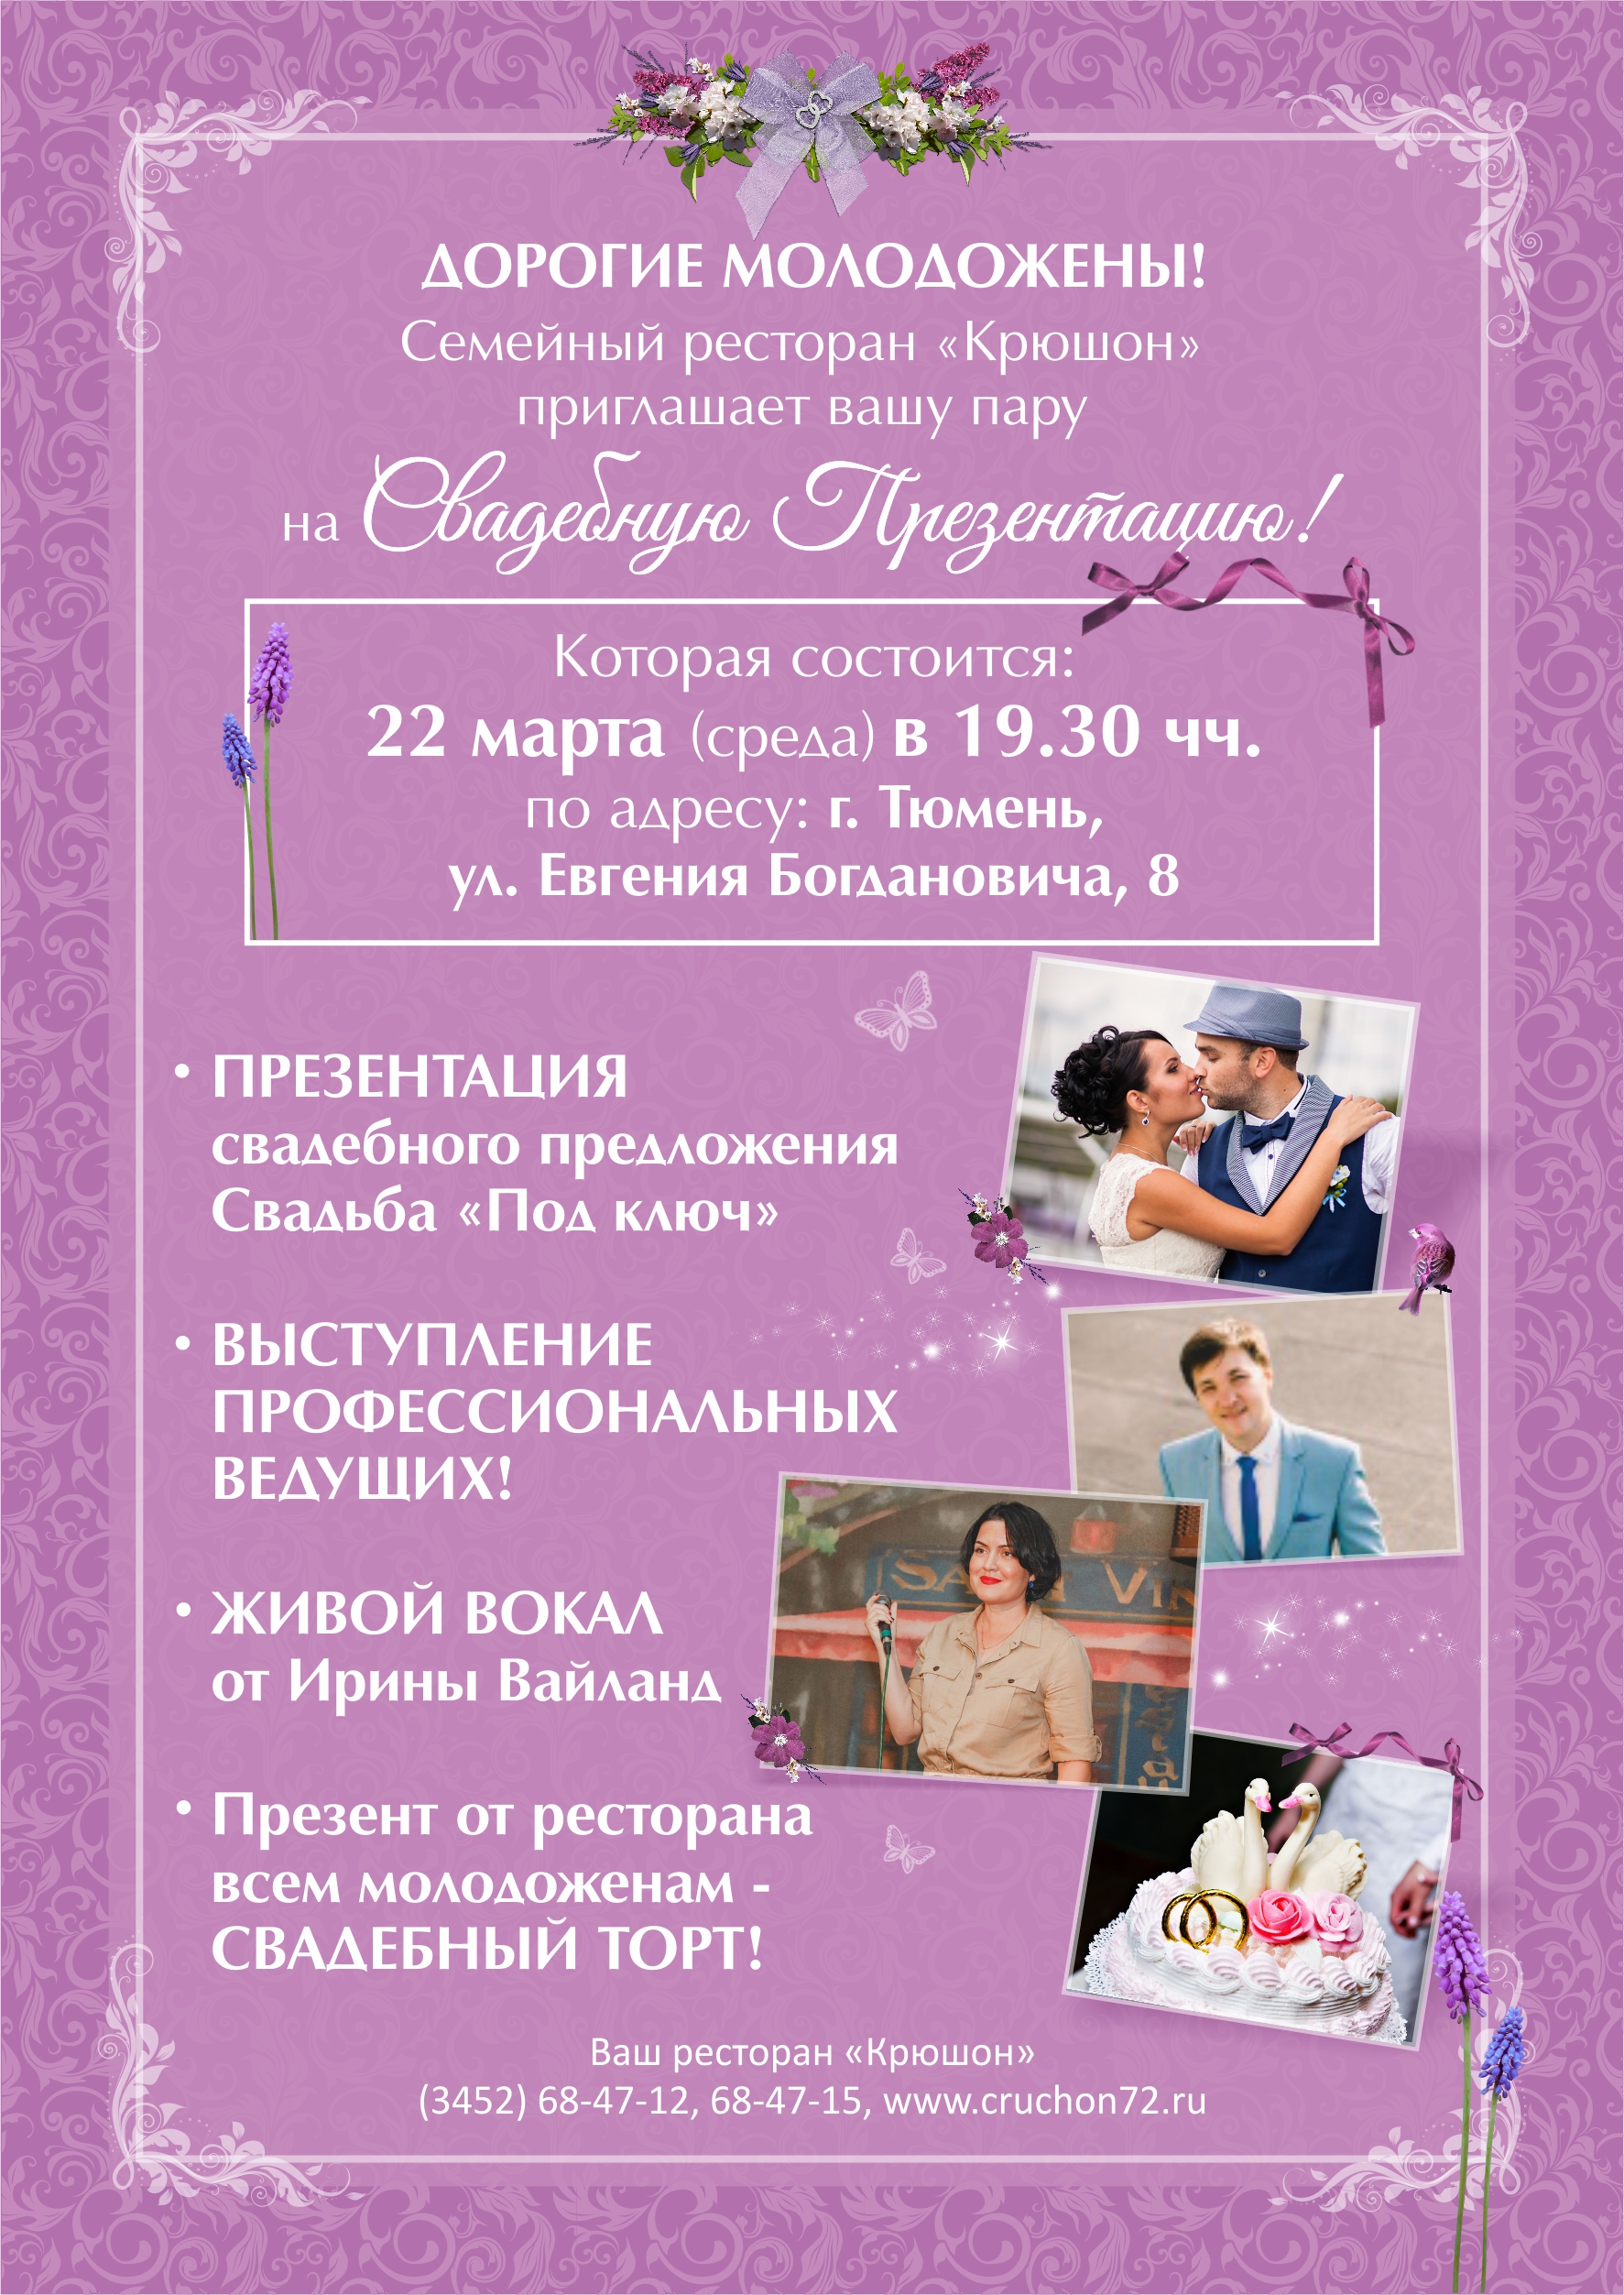 ДОРОГИЕ МОЛОДОЖЕНЫ!
Семейный ресторан «Крюшон»
приглашает вашу пару
на Свадебную Презентацию!
Которая состоится:
22 марта (среда) в 19.30 чч.
по адресу: г. Тюмень,
ул. Евгения Богдановича, 8
• ПРЕЗЕНТАЦИЯ
свадебного предложения
Свадьба «Под ключ»
• ВЫСТУПЛЕНИЕ
ПРОФЕССИОНАЛЬНЫХ
ВЕДУЩИХ!
• ЖИВОЙ ВОКАЛ
от Ирины Вайланд
• Презент от ресторана
всем молодоженам -
СВАДЕБНЫЙ ТОРТ!
Ваш ресторан «Крюшон»
(3452) 68-47-12, 68-47-15, www.cruchon72.ru